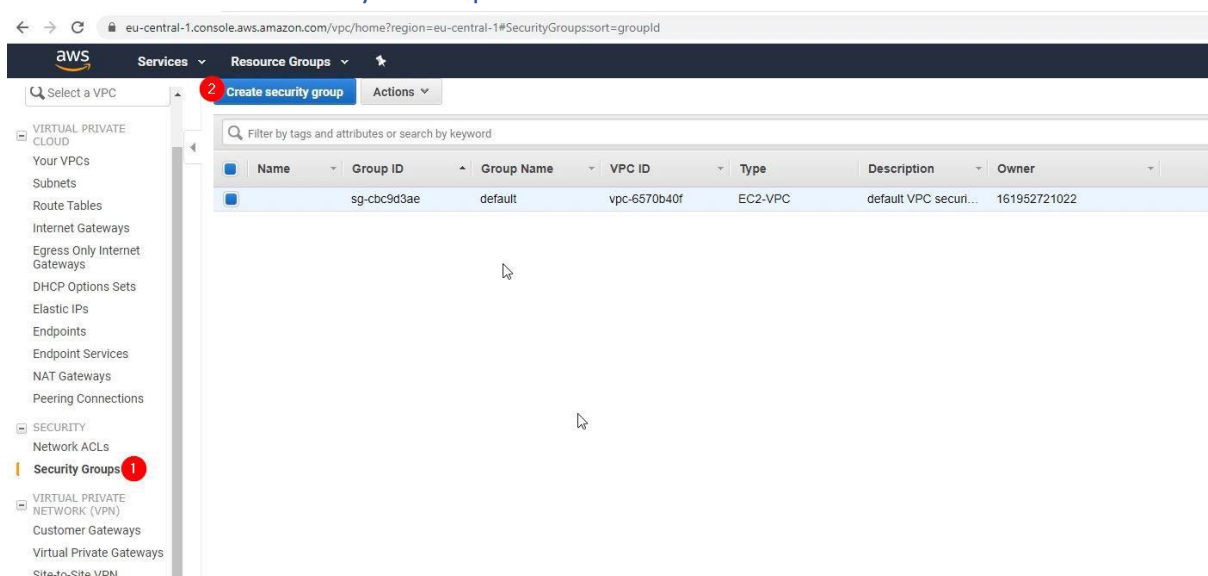 eu-central-1.console.aws.amazon.com/vpc/home?region=eu-central-1#SecurityGroups:sort=groupId
aws Services Resource Groups
Select a VPC
2 Create security group Actions
Filter by tags and attributes or search by keyword
Name Group ID Group Name VPC ID Type Description Owner
sg-cbc9d3ae default vpc-6570b40f EC2-VPC default VPC securi... 161952721022
VIRTUAL PRIVATE
CLOUD
Your VPCs
Subnets
Route Tables
Internet Gateways
Egress Only Internet
Gateways
DHCP Options Sets
Elastic IPs
Endpoints
Endpoint Services
NAT Gateways
Peering Connections
SECURITY
Network ACLs
Security Groups 1
VIRTUAL PRIVATE
NETWORK (VPN)
Customer Gateways
Virtual Private Gateways
Site-to-Site VPN